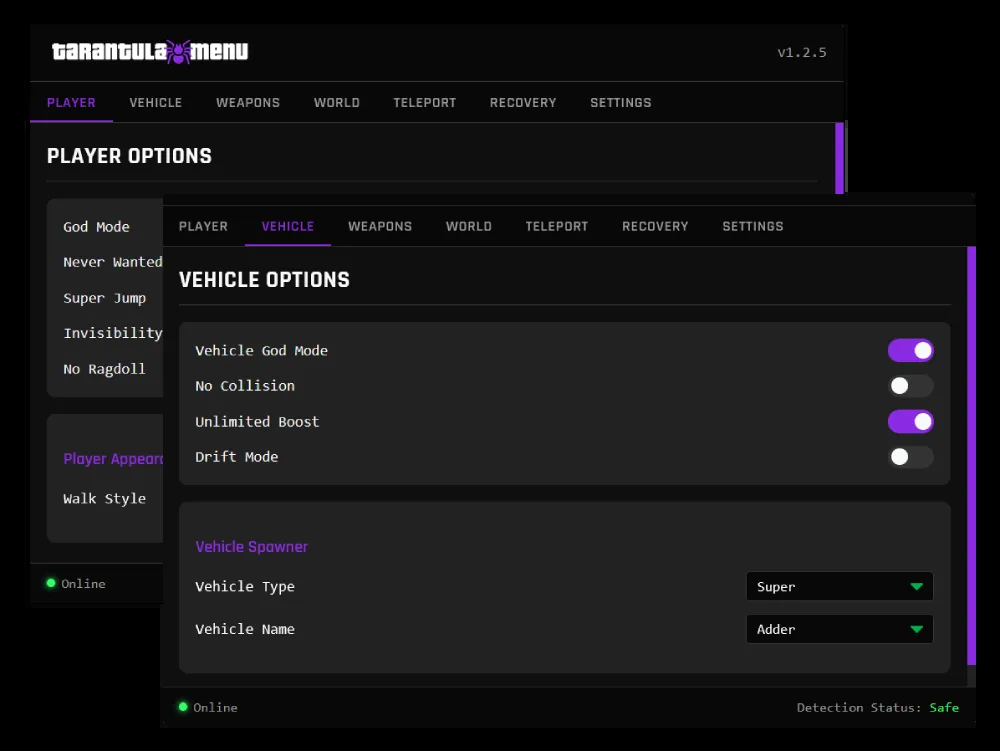 tarantula menu
v1.2.5
PLAYER VEHICLE WEAPONS WORLD TELEPORT RECOVERY SETTINGS
PLAYER OPTIONS
God Mode
Never Wanted
Super Jump
Invisibility
No Ragdoll
Player Appear
Walk Style
Online
PLAYER VEHICLE WEAPONS WORLD TELEPORT RECOVERY SETTINGS
VEHICLE OPTIONS
Vehicle God Mode
No Collision
Unlimited Boost
Drift Mode
Vehicle Spawner
Vehicle Type Super
Vehicle Name Adder
Online Detection Status: Safe